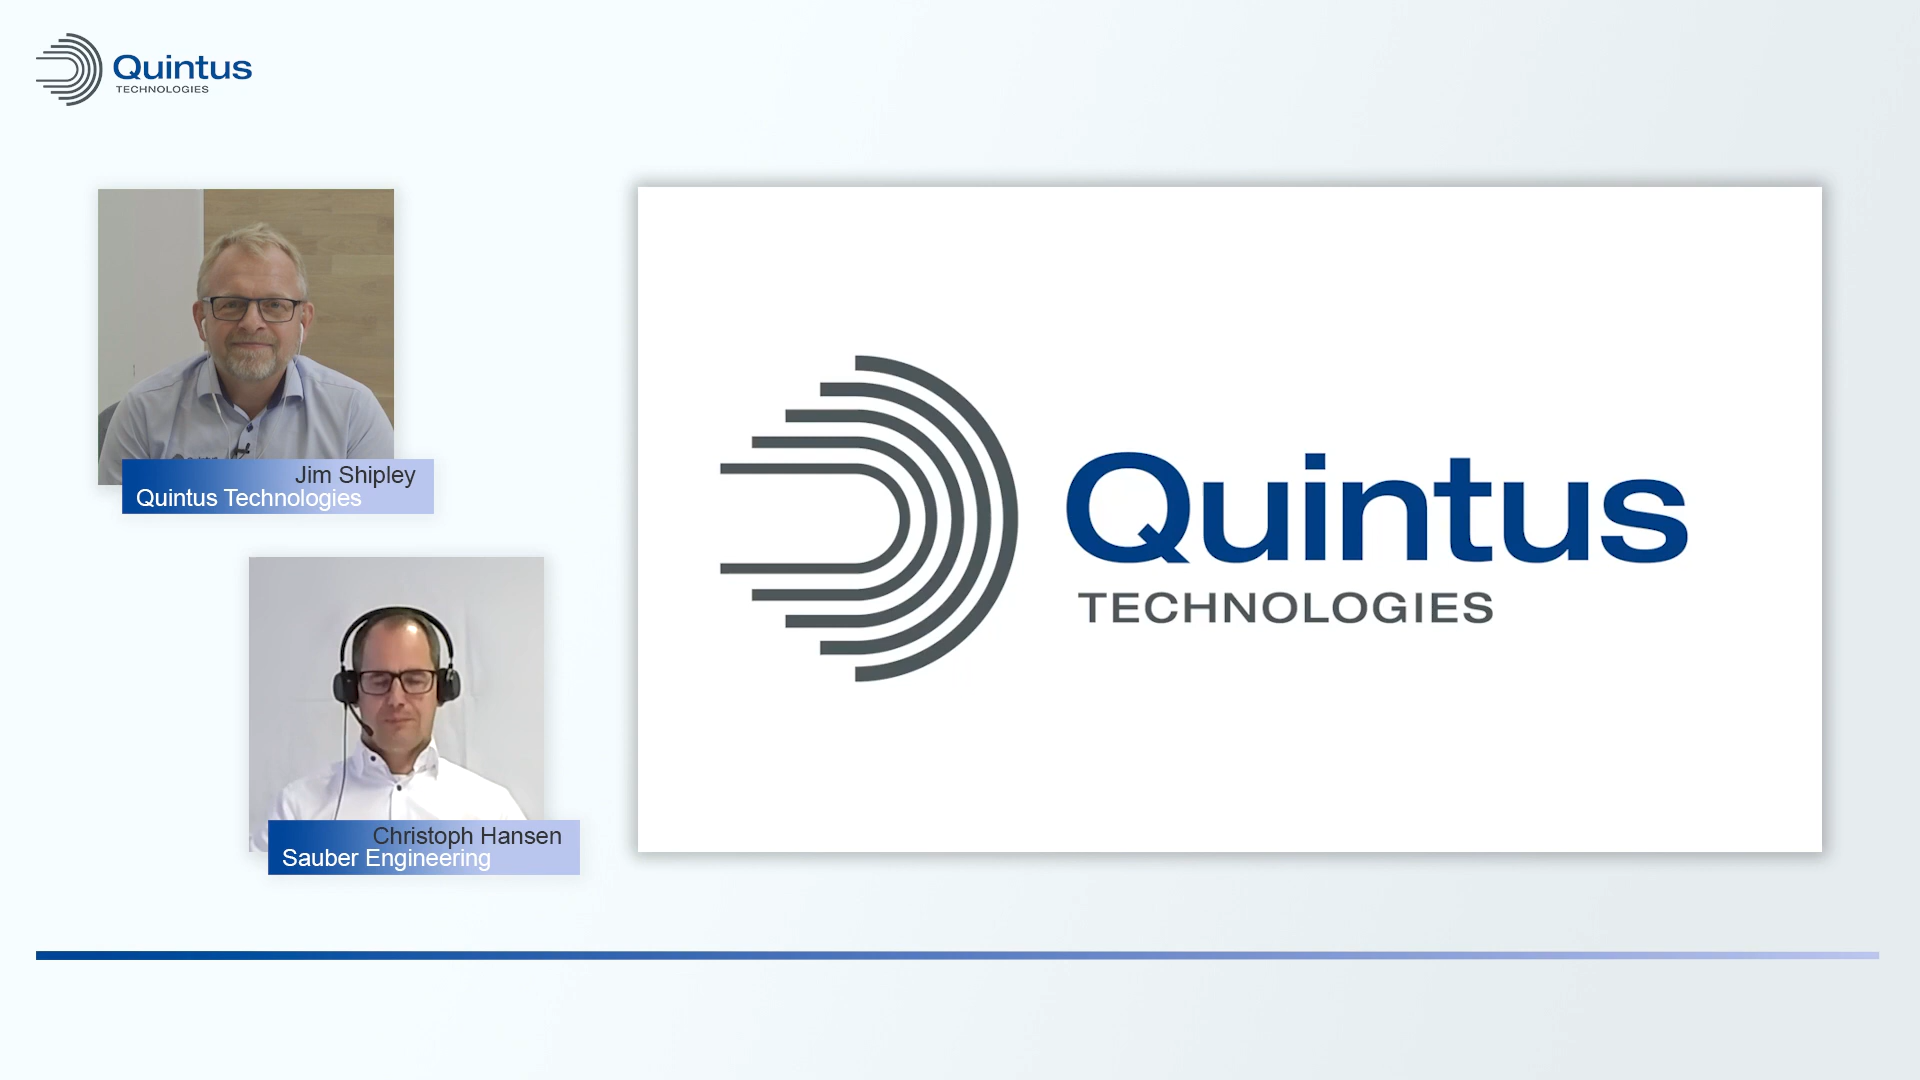 Quintus
TECHNOLOGIES
Jim Shipley
Quintus Technologies
Christoph Hansen
Sauber Engineering
Quintus
TECHNOLOGIES